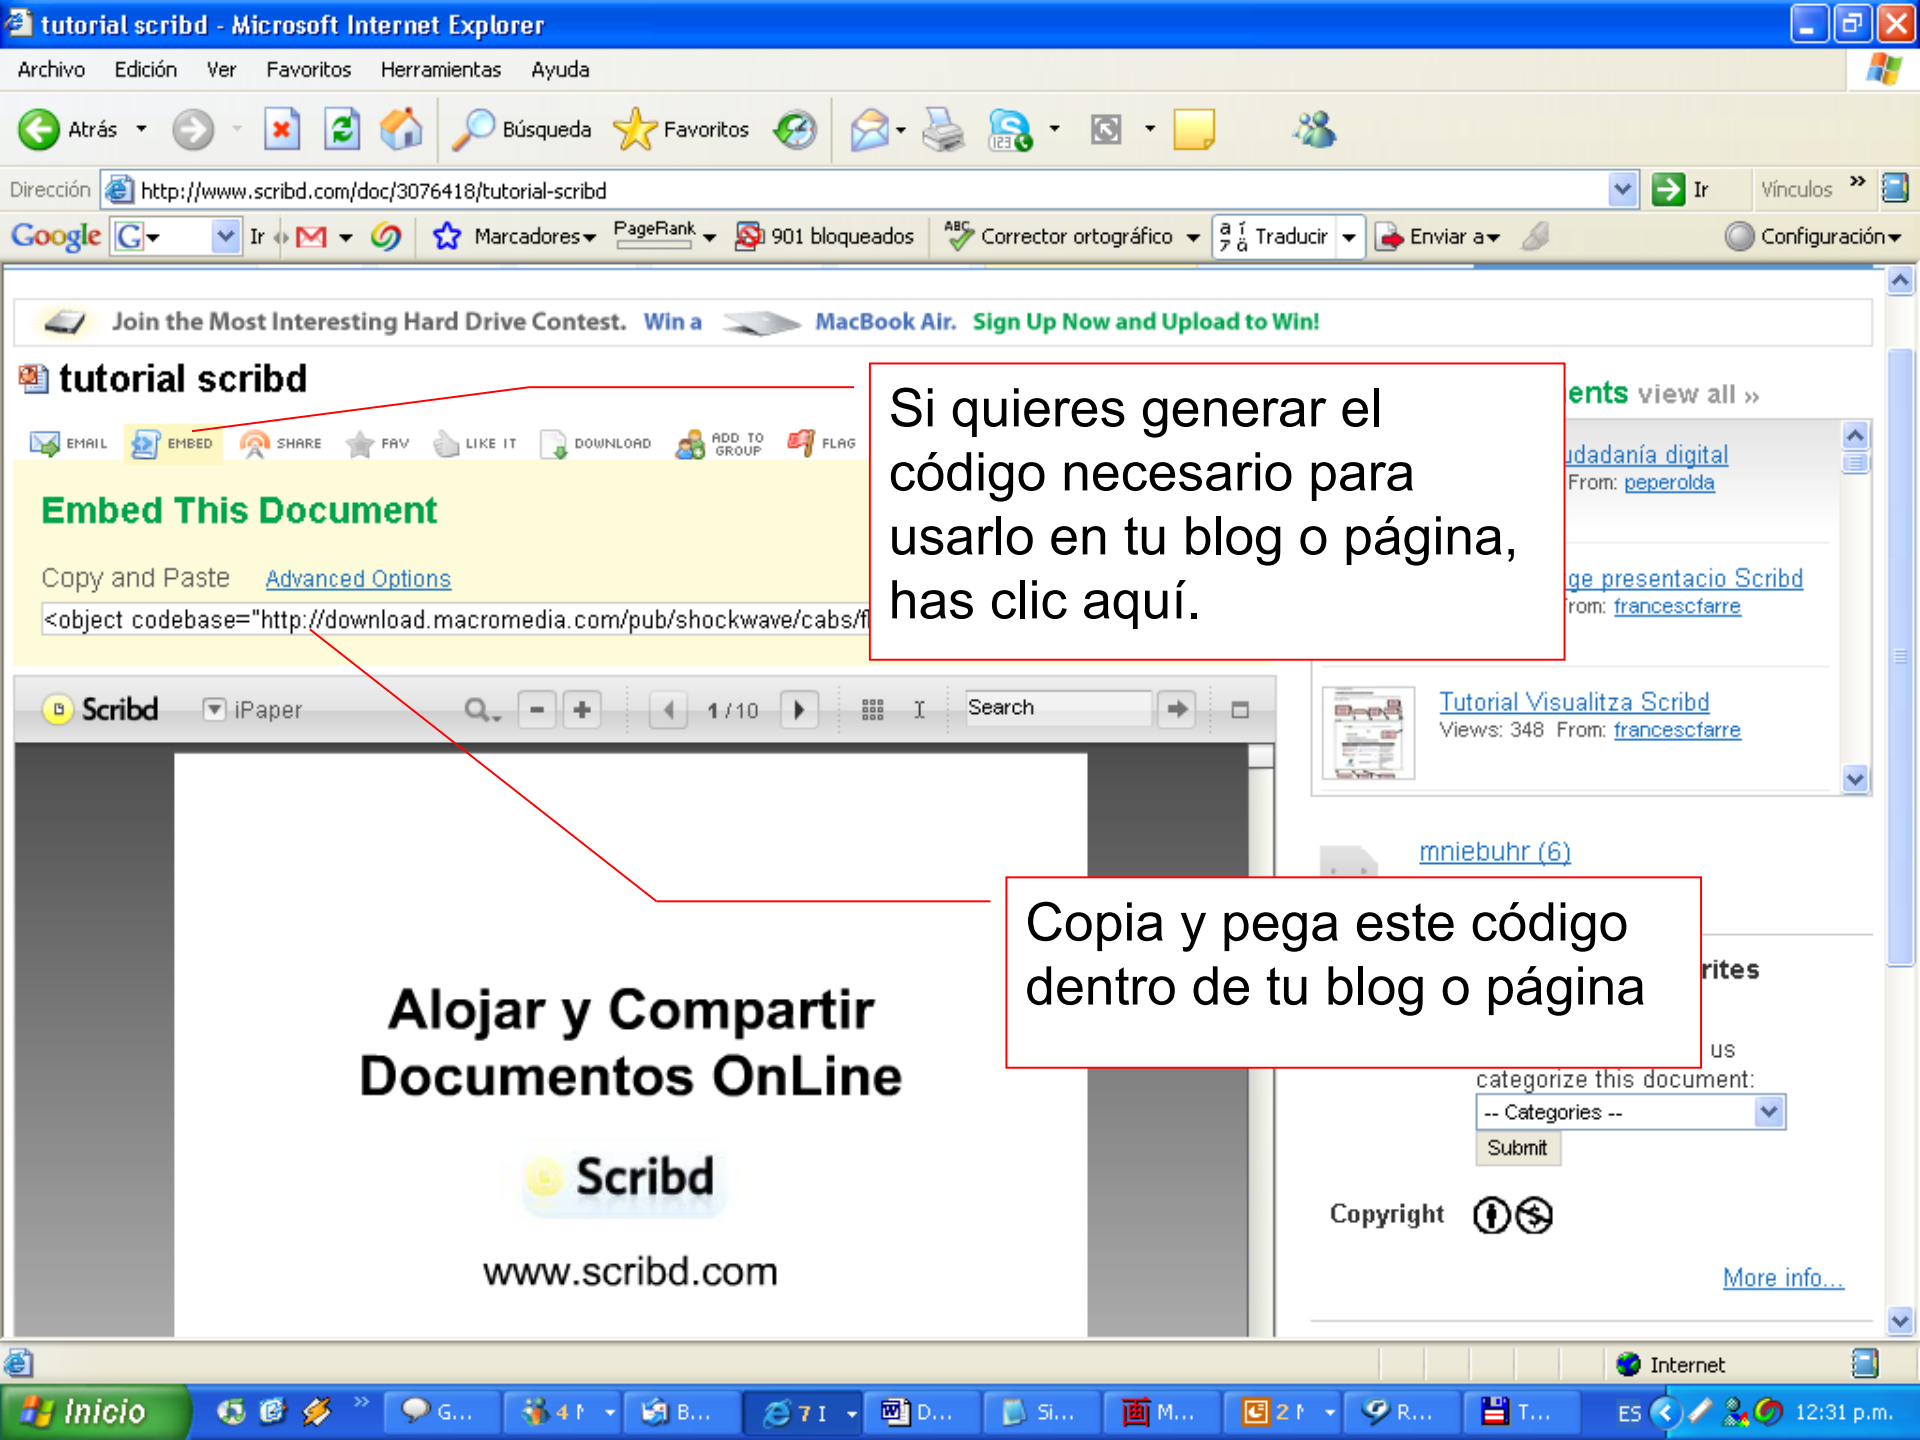 tutorial scribd - Microsoft Internet Explorer
Archivo Edición Ver Favoritos Herramientas Ayuda
Atrás Búsqueda Favoritos 123
Dirección http://www.scribd.com/doc/3076418/tutorial-scribd Ir Vínculos »
Google G Ir PageRank Marcadores 901 bloqueados ABC Corrector ortográfico Traducir Enviar a Configuración
Join the Most Interesting Hard Drive Contest. Win a MacBook Air. Sign Up Now and Upload to Win!
tutorial scribd
EMAIL EMBED SHARE FAV LIKE IT DOWNLOAD ADD TO GROUP FLAG
Embed This Document
Copy and Paste Advanced Options
<object codebase="http://download.macromedia.com/pub/shockwave/cabs/fl
Si quieres generar el
código necesario para
usarlo en tu blog o página,
has clic aquí.
ents view all »
udadanía digital
From: peperolda
ge presentacio Scribd
rom: francescfarre
Tutorial Visualitza Scribd
Views: 348 From: francescfarre
Scribd iPaper 1/10 Search
mniebuhr (6)
Copia y pega este código
dentro de tu blog o página
rites
us
categorize this document:
-- Categories --
Submit
Copyright
More info...
Alojar y Compartir
Documentos OnLine
Scribd
www.scribd.com
Internet
Inicio » G... 4 B... 7 I D... Si... M... 2 R... T... ES 12:31 p.m.